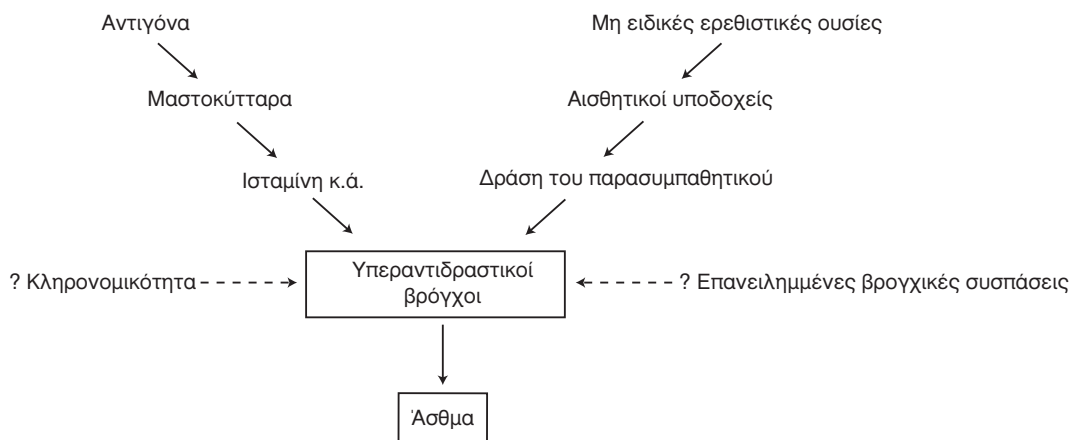 Αντιγόνα
Μη ειδικές ερεθιστικές ουσίες
Μαστοκύτταρα
Αισθητικοί υποδοχείς
Ισταμίνη κ.ά.
Δράση του παρασυμπαθητικού
? Κληρονομικότητα
Υπεραντιδραστικοί
βρόγχοι
? Επανειλημμένες βρογχικές συσπάσεις
Άσθμα